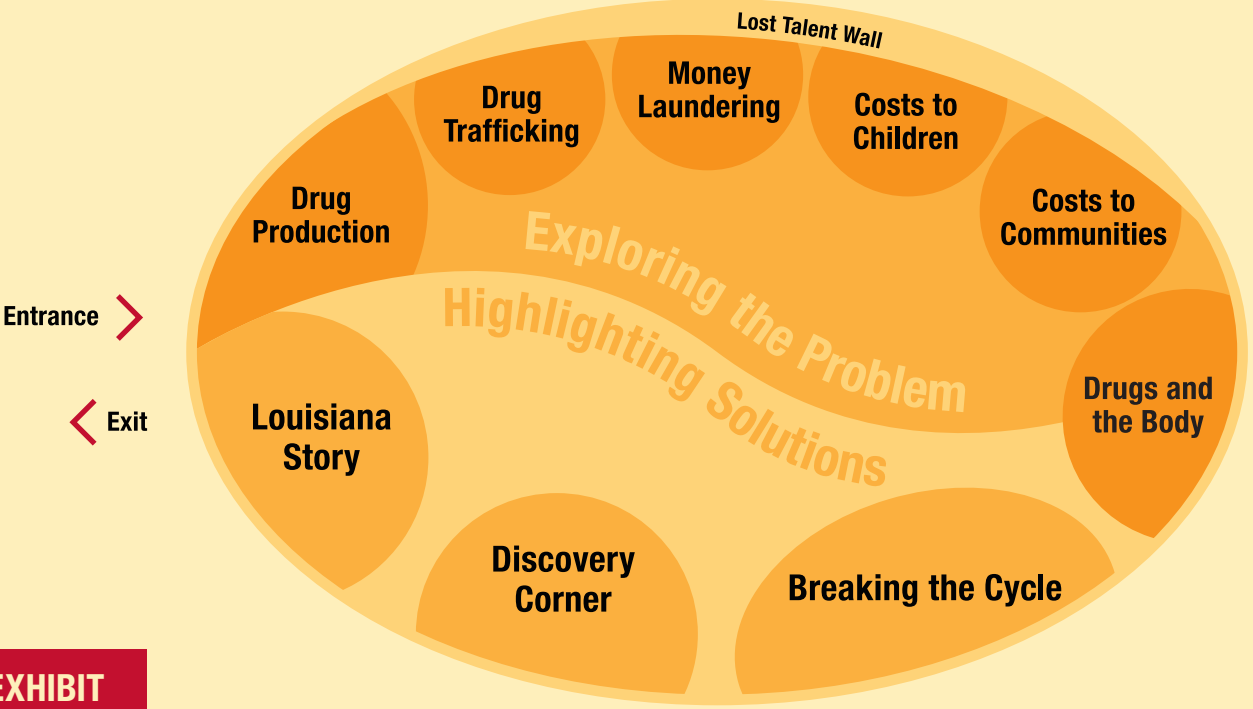 Lost Talent Wall
Drug
Production
Drug
Trafficking
Money
Laundering
Costs to
Children
Costs to
Communities
Drugs and
the Body
Exploring the Problem
Highlighting Solutions
Entrance
Exit
Louisiana
Story
Discovery
Corner
Breaking the Cycle
EXHIBIT